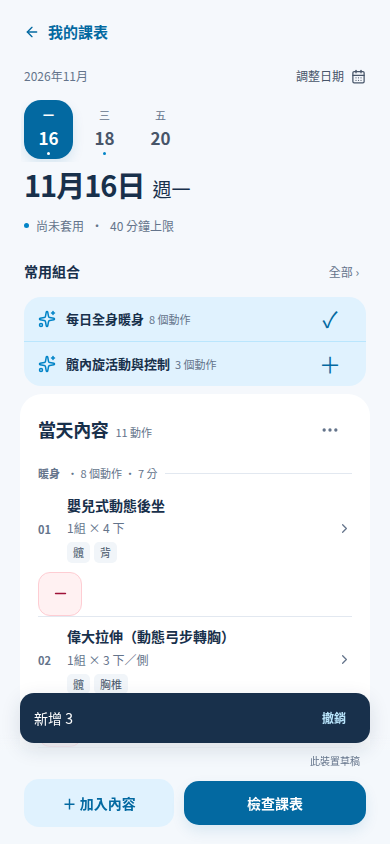 ← 我的課表
2026年11月
調整日期
一 三 五
16 18 20
11月16日 週一
尚未套用 • 40 分鐘上限
常用組合
全部 ›
每日全身暖身 8 個動作 ✓
髖內旋活動與控制 3 個動作 +
當天內容 11 動作 •••
暖身 • 8 個動作 • 7 分
嬰兒式動態後坐
01 1組 × 4 下
髖 背
−
偉大拉伸（動態弓步轉胸）
02 1組 × 3 下／側
髖 胸椎
新增 3 撤銷
此裝置草稿
+ 加入內容
檢查課表